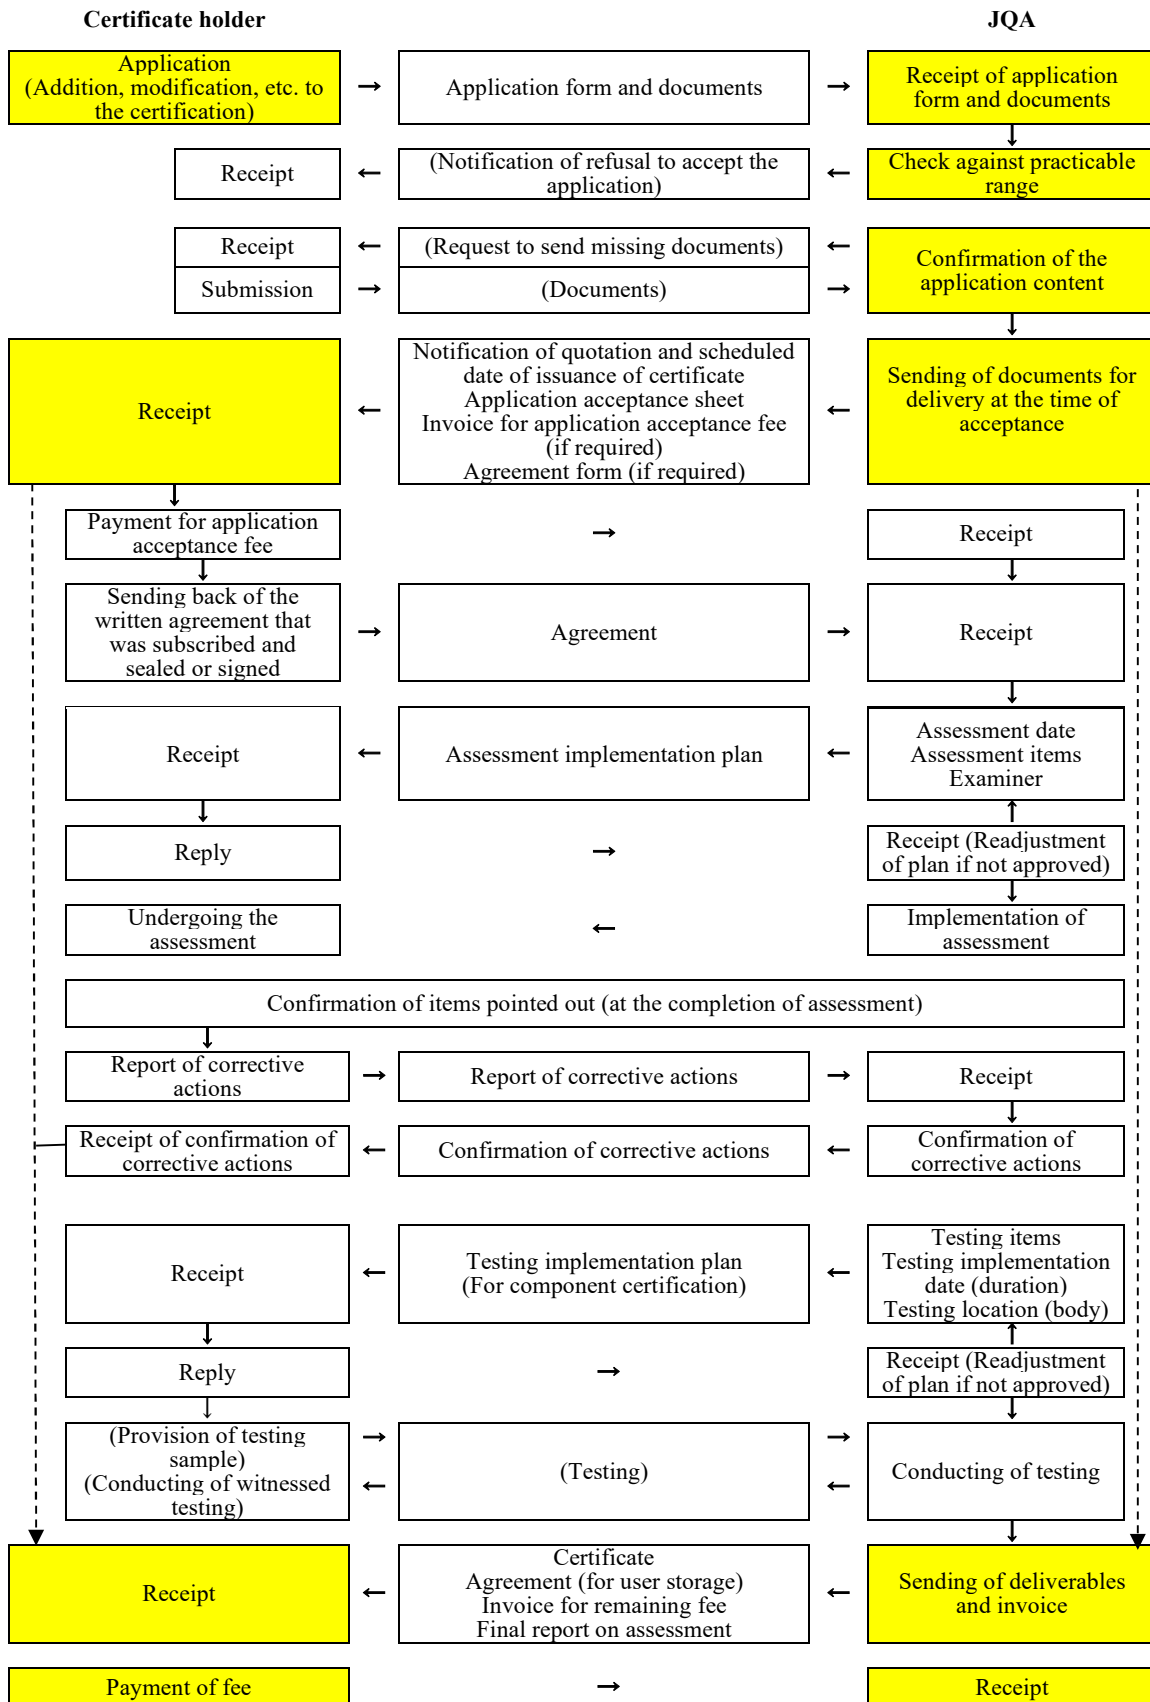 Certificate holder
JQA
Application
(Addition, modification, etc. to
the certification)
→
Application form and documents
→
Receipt of application
form and documents
Receipt
←
(Notification of refusal to accept the
application)
←
Check against practicable
range
Receipt
←
(Request to send missing documents)
←
Confirmation of the
application content
Submission
→
(Documents)
→
Receipt
←
Notification of quotation and scheduled
date of issuance of certificate
Application acceptance sheet
Invoice for application acceptance fee
(if required)
Agreement form (if required)
←
Sending of documents for
delivery at the time of
acceptance
Payment for application
acceptance fee
→
Receipt
Sending back of the
written agreement that
was subscribed and
sealed or signed
→
Agreement
→
Receipt
Receipt
←
Assessment implementation plan
←
Assessment date
Assessment items
Examiner
Reply
→
Receipt (Readjustment
of plan if not approved)
Undergoing the
assessment
←
Implementation of
assessment
Confirmation of items pointed out (at the completion of assessment)
Report of corrective
actions
→
Report of corrective actions
→
Receipt
Receipt of confirmation of
corrective actions
←
Confirmation of corrective actions
←
Confirmation of
corrective actions
Receipt
←
Testing implementation plan
(For component certification)
←
Testing items
Testing implementation
date (duration)
Testing location (body)
Reply
→
Receipt (Readjustment
of plan if not approved)
(Provision of testing
sample)
(Conducting of witnessed
testing)
→
←
(Testing)
→
←
Conducting of testing
Receipt
←
Certificate
Agreement (for user storage)
Invoice for remaining fee
Final report on assessment
←
Sending of deliverables
and invoice
Payment of fee
→
Receipt